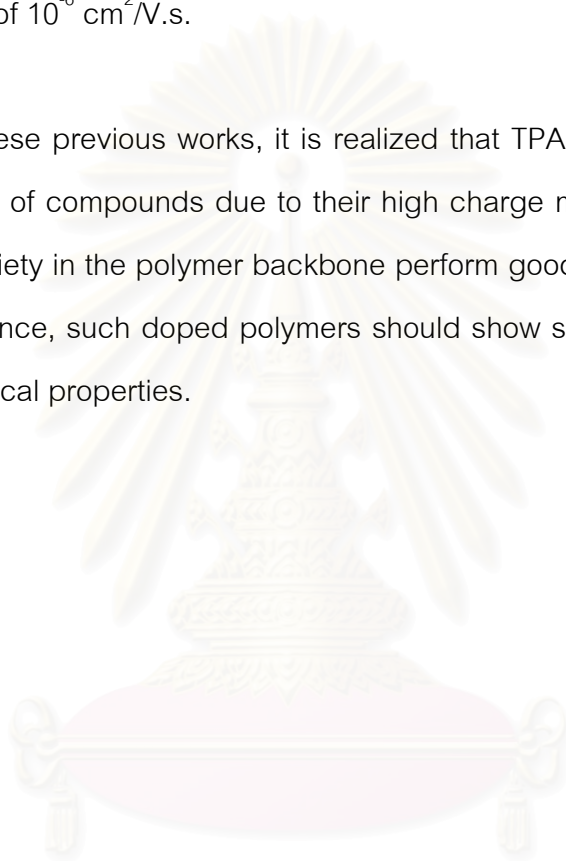 of 10⁻⁶ cm²/V.s.
ese previous works, it is realized that TPA
of compounds due to their high charge
iety in the polymer backbone perform
nce, such doped polymers should show
cal properties.